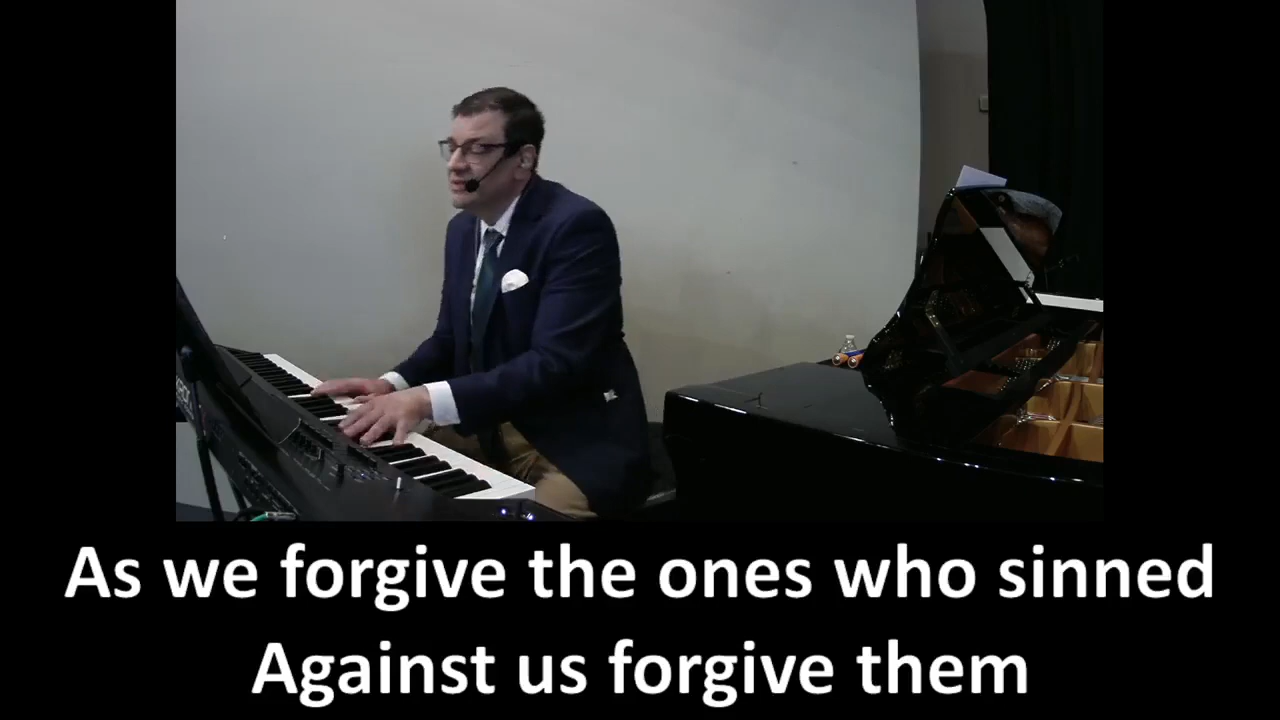 As we forgive the ones who sinned
Against us forgive them